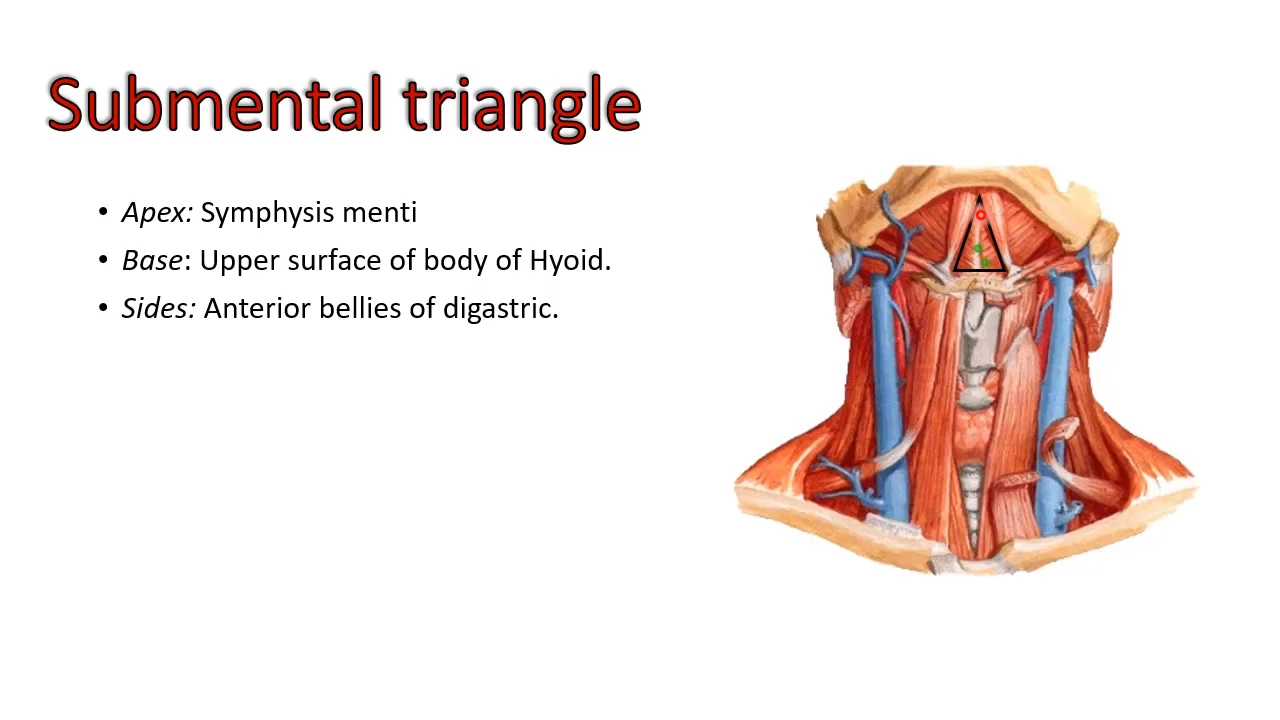 Submental triangle
• Apex: Symphysis menti
• Base: Upper surface of body of Hyoid.
• Sides: Anterior bellies of digastric.